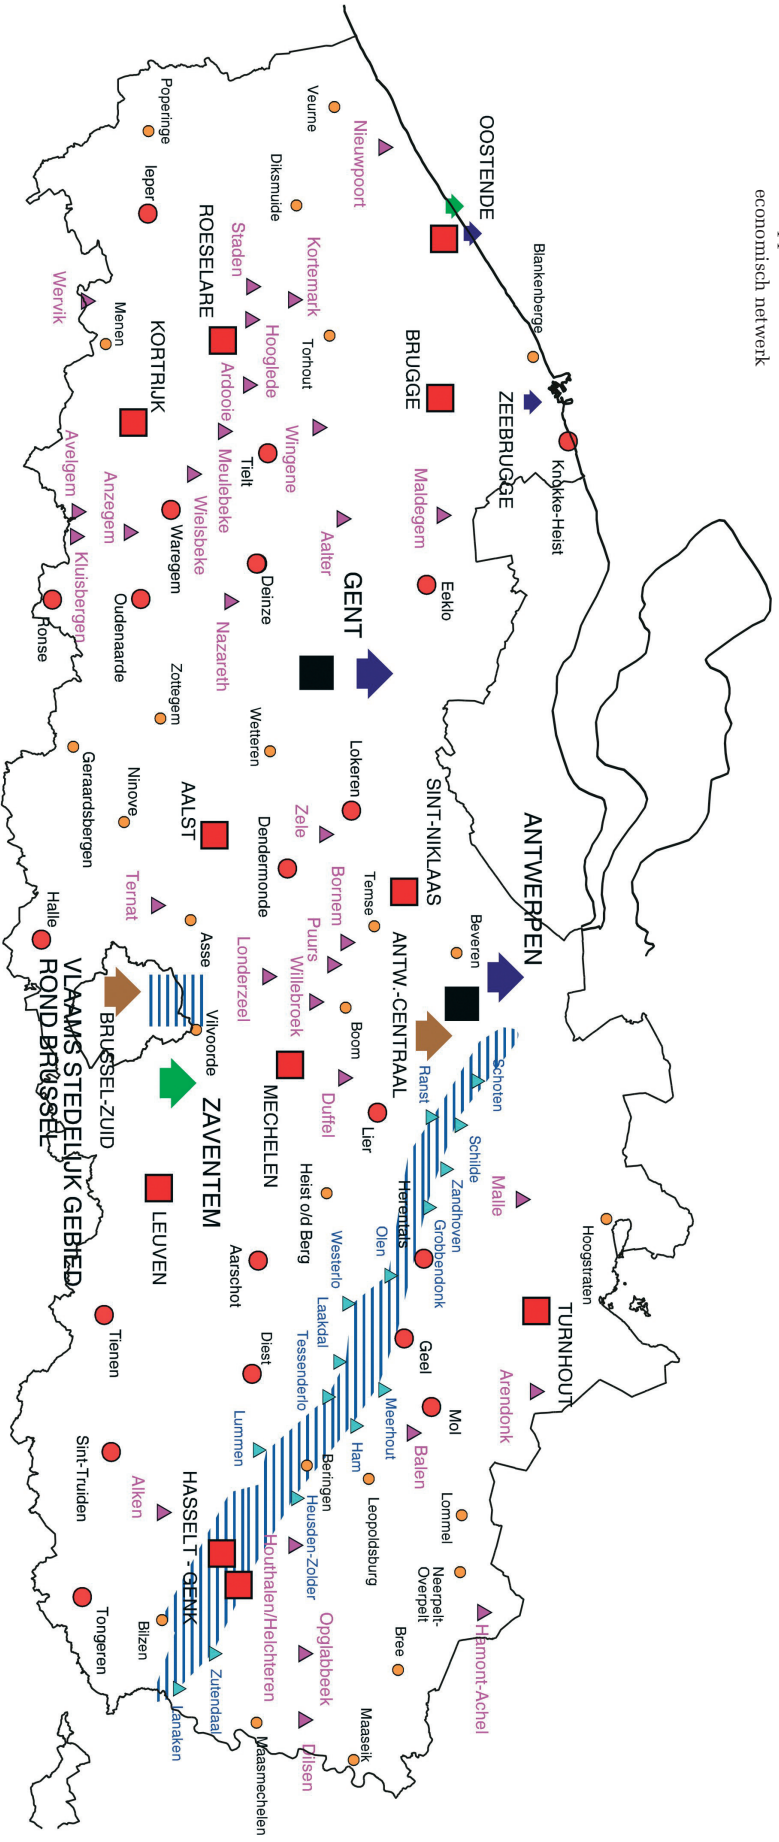 economisch netwerk
OOSTENDE
Blankenberge
ZEEBRUGGE
Knokke-Heist
Nieuwpoort
Veurne
Diksmuide
Poperinge
Ieper
Kortemark
Staden
ROESELARE
Hooglede
Ardooie
Torhout
BRUGGE
Wingene
Maldegem
Wervik
Menen
KORTRIJK
Meulebeke
Tielt
Wielsbeke
Waregem
Avelgem
Anzegem
Kluisbergen
Aalter
Eeklo
GENT
Deinze
Nazareth
Oudenaarde
Ronse
Zottegem
Wetteren
Geraardsbergen
Ninove
AALST
Lokeren
Zele
Dendermonde
SINT-NIKLAAS
Temse
Bornem
Puurs
Willebroek
Londerzeel
Ternat
Asse
Halle
Beveren
ANTWERPEN
ANTW.-CENTRAAL
Boom
Vilvoorde
BRUSSEL-ZUID
VLAAMS STEDELIJK GEBIED
ROND BRUSSEL
ZAVENTEM
MECHELEN
Duffel
Lier
Ranst
Schoten
Schilde
Zandhoven
Grobbendonk
Malle
Hoogstraten
Herentals
Heist o/d Berg
LEUVEN
Aarschot
Olen
Westerlo
Laakdal
Tessenderlo
TURNHOUT
Arendonk
Geel
Mol
Balen
Meerhout
Ham
Diest
Tienen
Lummen
Beringen
Heusden-Zolder
Leopoldsburg
Lommel
Neerpelt-
Overpelt
Hamont-Achel
Sint-Truiden
Alken
HASSELT - GENK
Houthalen/Helchteren
Opglabbeek
Bree
Tongeren
Bilzen
Zutendaal
Lanaken
Maasmechelen
Dilsen
Maaseik